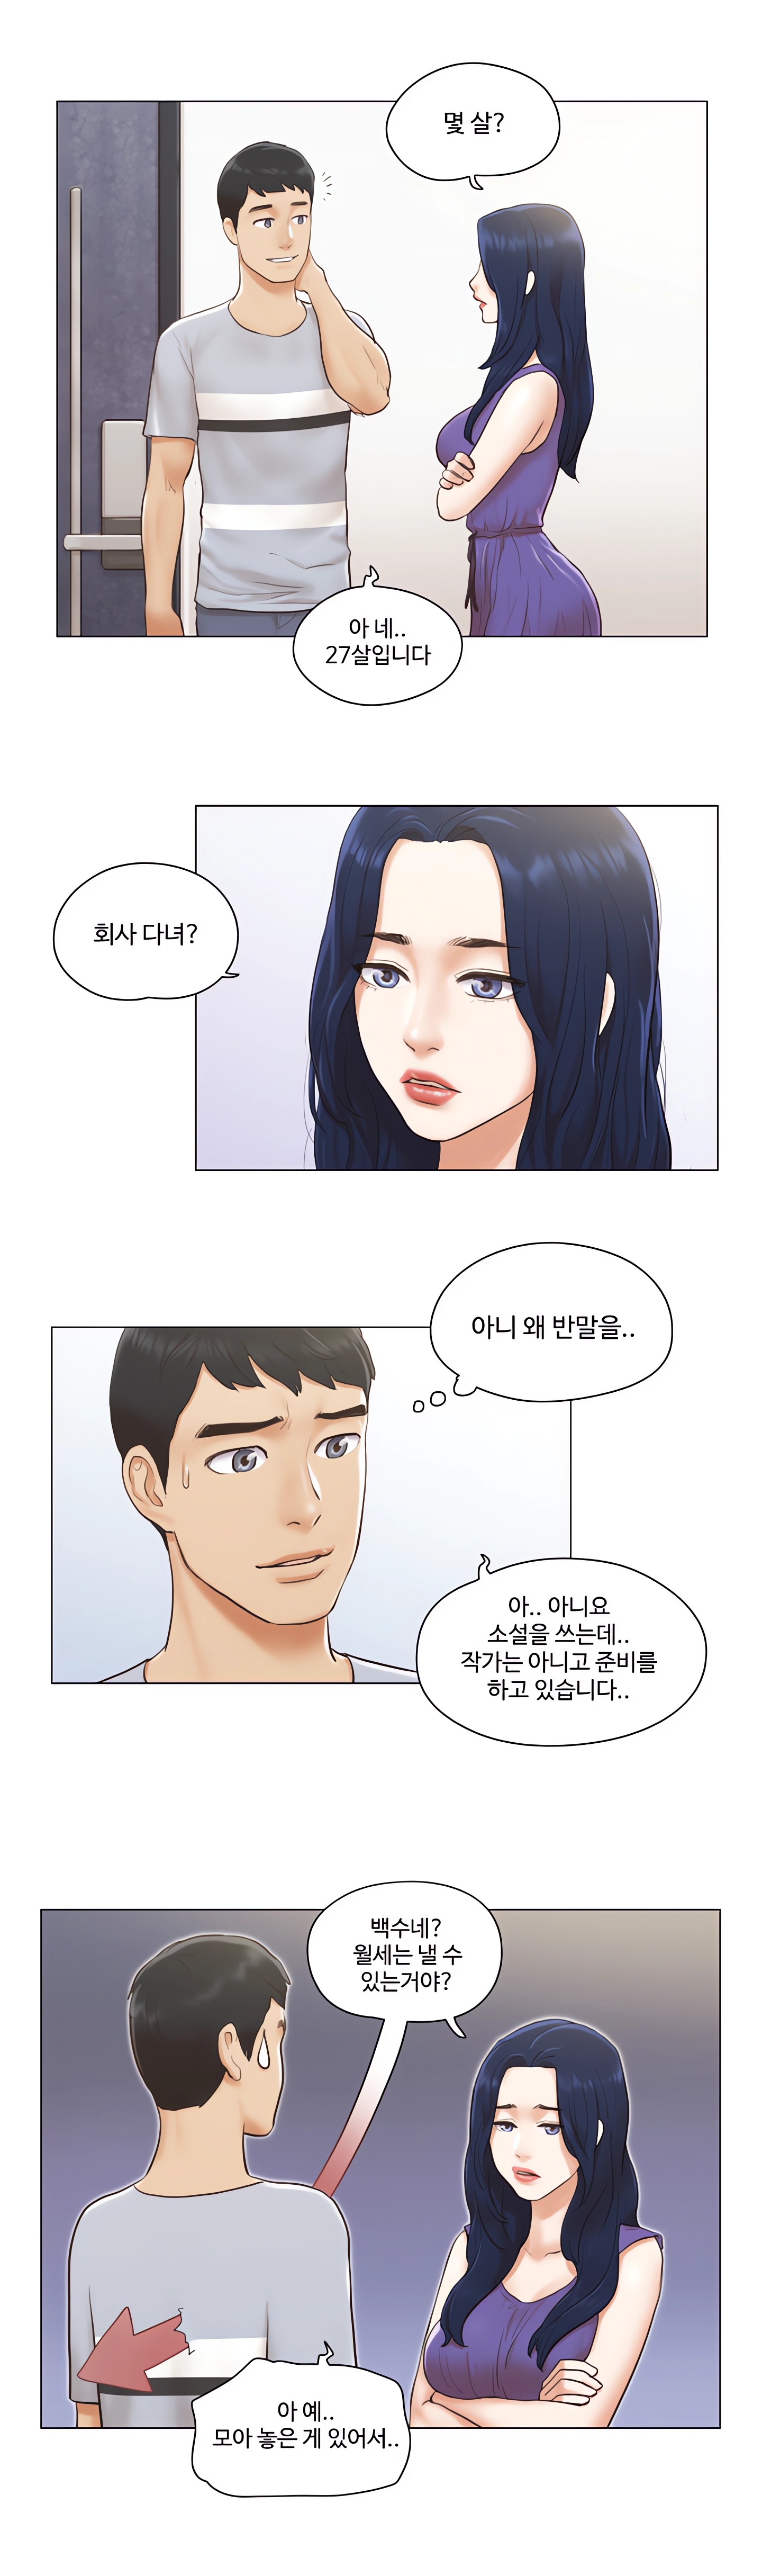 몇 살?
아 네..
27살입니다
회사 다녀?
아니 왜 반말을..
아.. 아니요
소설을 쓰는데..
작가는 아니고 준비를
하고 있습니다..
백수네?
월세는 낼 수
있는거야?
아 예..
모아 놓은 게 있어서..